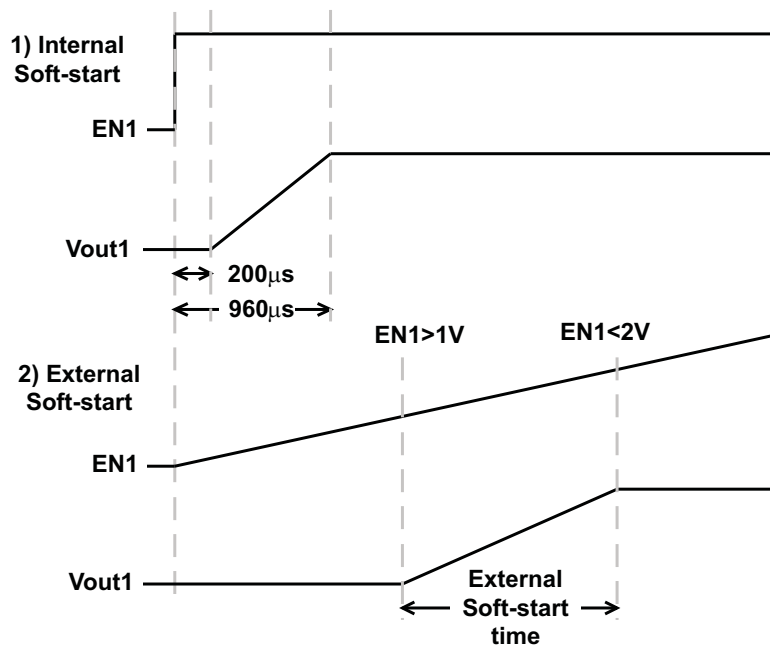 1) Internal
Soft-start
EN1
Vout1
200μs
960μs
EN1>1V
EN1<2V
2) External
Soft-start
EN1
Vout1
External
Soft-start
time